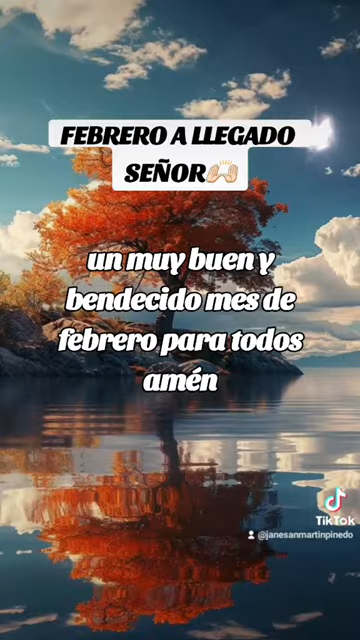 FEBRERO A LLEGADO
SEÑOR🙌🏻
un muy buen y
bendecido mes de
febrero para todos
amén
TikTok
@janesanmartinpinedo